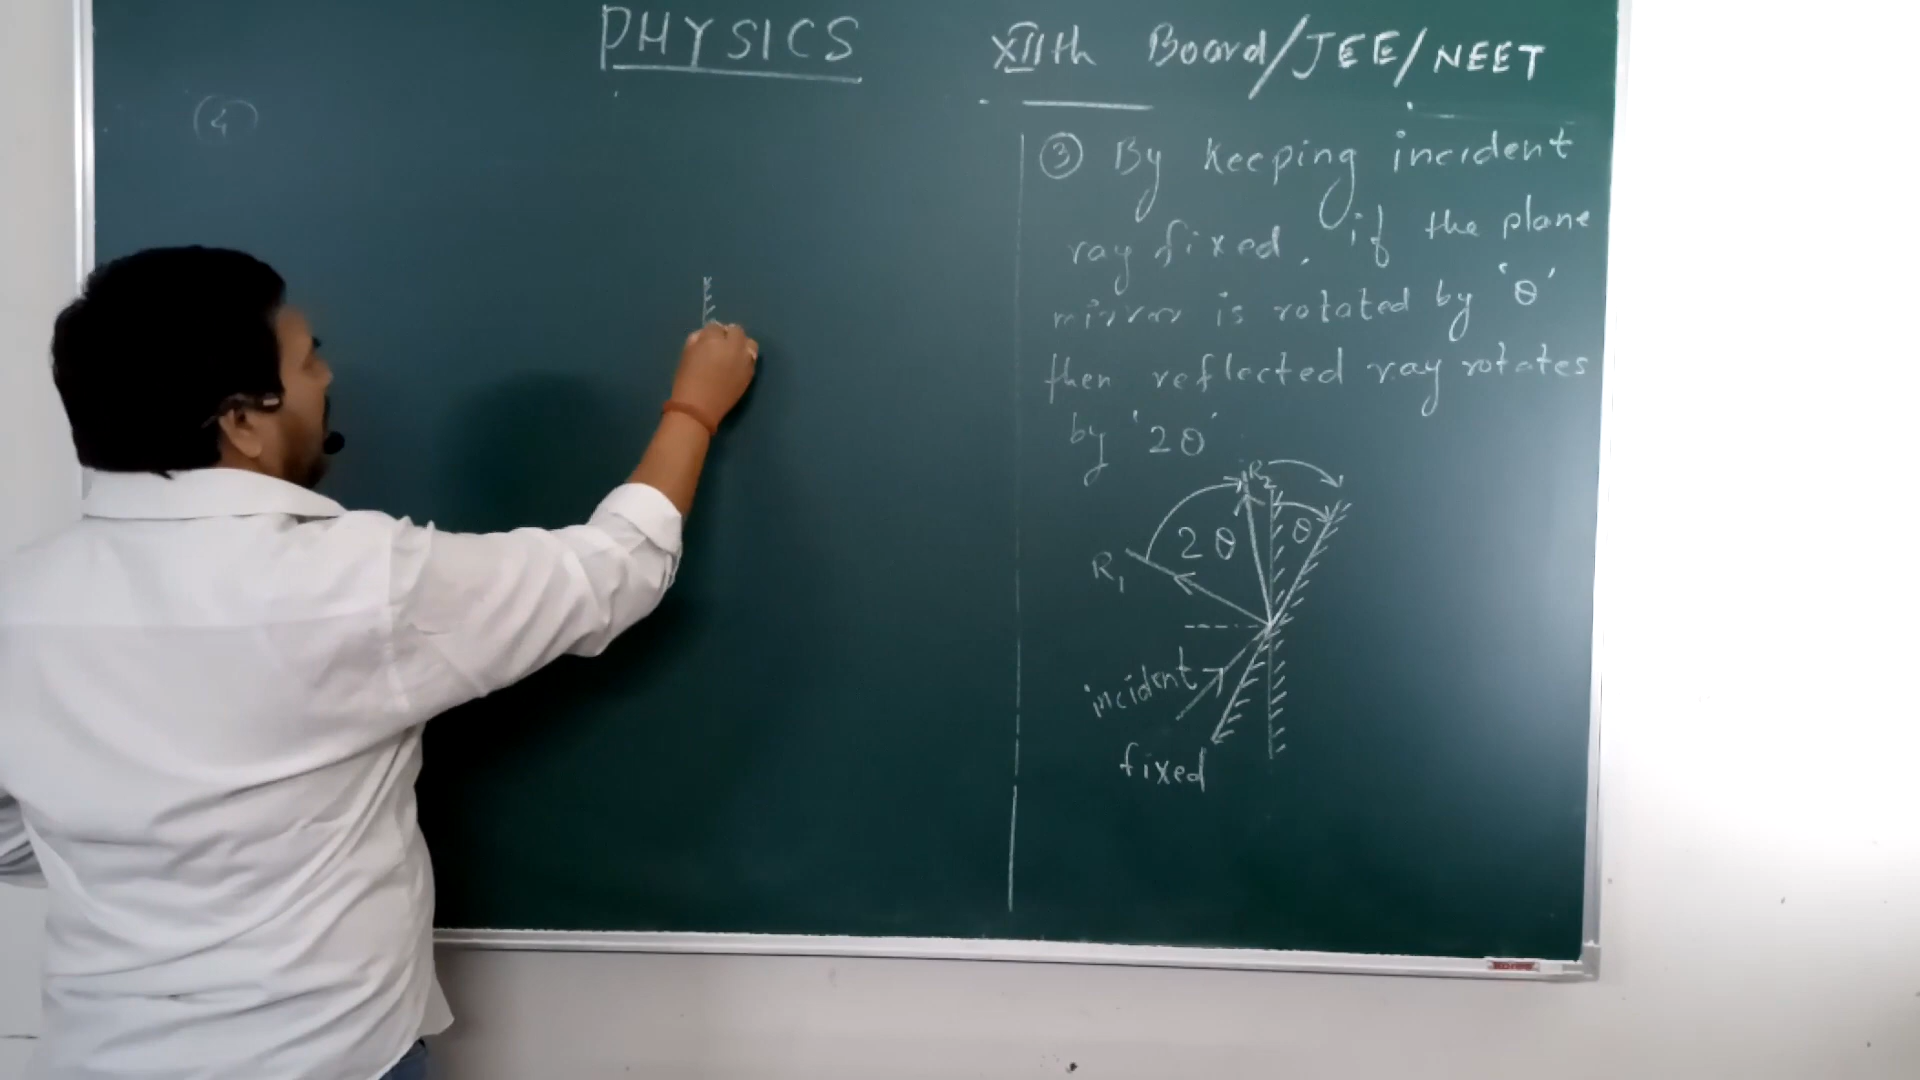 PHYSICS
XIIth Board/JEE/NEET
(4)
③ By keeping incident
ray fixed, if the plane
mirror is rotated by 'θ'
then reflected ray rotates
by '2θ'
R2
2θ
θ
R1
incident
fixed